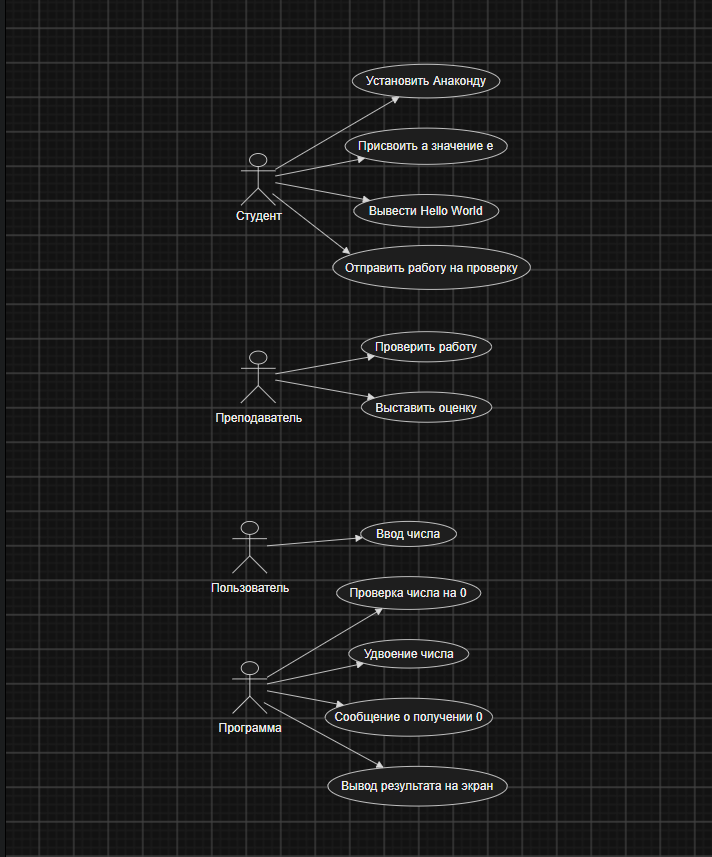 Установить Анаконду
Присвоить а значение е
Студент
Вывести Hello World
Отправить работу на проверку
Проверить работу
Преподаватель
Выставить оценку
Ввод числа
Пользователь
Проверка числа на 0
Удвоение числа
Программа
Сообщение о получении 0
Вывод результата на экран